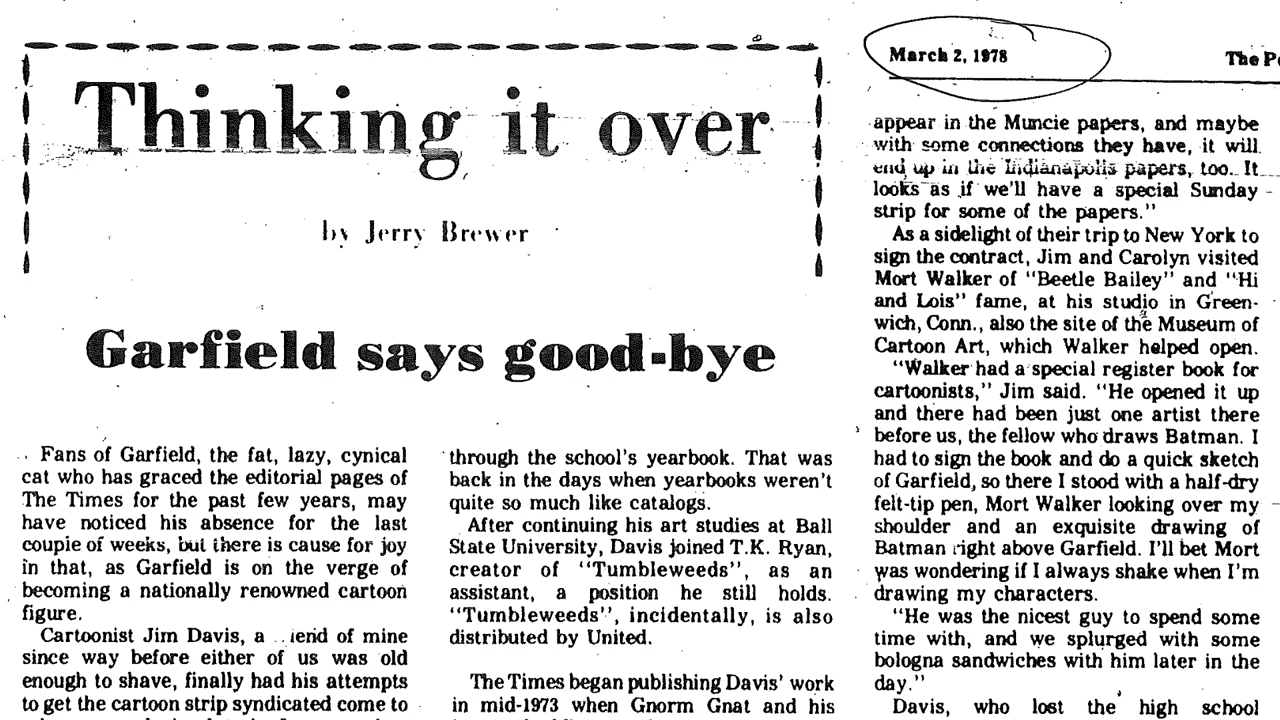 Thinking it over
by Jerry Brewer
Garfield says good-bye
Fans of Garfield, the fat, lazy, cynical
cat who has graced the editorial pages of
The Times for the past few years, may
have noticed his absence for the last
couple of weeks, but there is cause for joy
in that, as Garfield is on the verge of
becoming a nationally renowned cartoon
figure.
Cartoonist Jim Davis, a iend of mine
since way before either of us was old
enough to shave, finally had his attempts
to get the cartoon strip syndicated come to
through the school's yearbook. That was
back in the days when yearbooks weren't
quite so much like catalogs.
After continuing his art studies at Ball
State University, Davis joined T.K. Ryan,
creator of "Tumbleweeds", as an
assistant, a position he still holds.
"Tumbleweeds", incidentally, is also
distributed by United.
The Times began publishing Davis' work
in mid-1973 when Gnorm Gnat and his
March 2, 1978
The Pe
appear in the Muncie papers, and maybe
with some connections they have, it will
end up in the Indianapolis papers, too. It
looks as if we'll have a special Sunday
strip for some of the papers."
As a sidelight of their trip to New York to
sign the contract, Jim and Carolyn visited
Mort Walker of "Beetle Bailey" and "Hi
and Lois" fame, at his studio in Green-
wich, Conn., also the site of the Museum of
Cartoon Art, which Walker helped open.
"Walker had a special register book for
cartoonists," Jim said. "He opened it up
and there had been just one artist there
before us, the fellow who draws Batman. I
had to sign the book and do a quick sketch
of Garfield, so there I stood with a half-dry
felt-tip pen, Mort Walker looking over my
shoulder and an exquisite drawing of
Batman right above Garfield. I'll bet Mort
was wondering if I always shake when I'm
drawing my characters.
"He was the nicest guy to spend some
time with, and we splurged with some
bologna sandwiches with him later in the
day."
Davis, who lost the high school